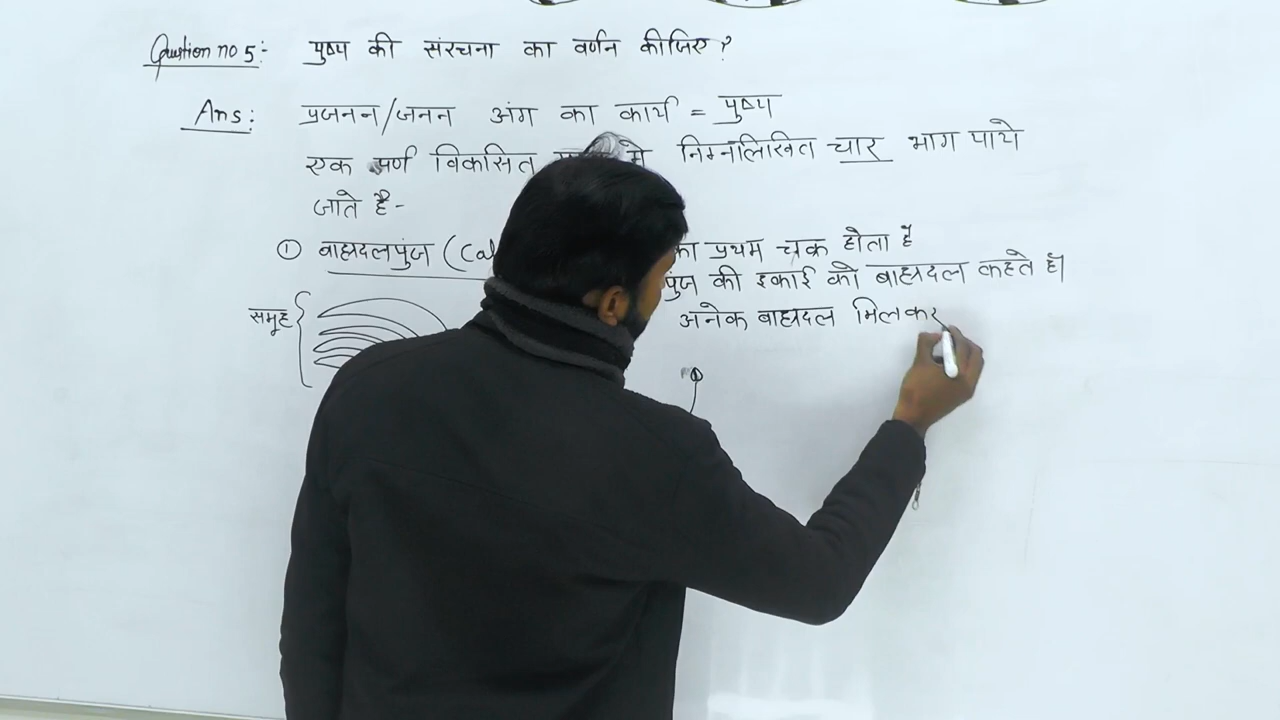 Question no 5:- पुष्प की संरचना का वर्णन कीजिए?
Ans: प्रजनन/जनन अंग का कार्य = पुष्प
एक पूर्ण विकसित में निम्नलिखित चार भाग पाये
जाते है-
① बाह्यदलपुंज (Cal का प्रथम चक्र होता है
पुंज की इकाई को बाह्यदल कहते है।
समूह { अनेक बाह्यदल मिलकर